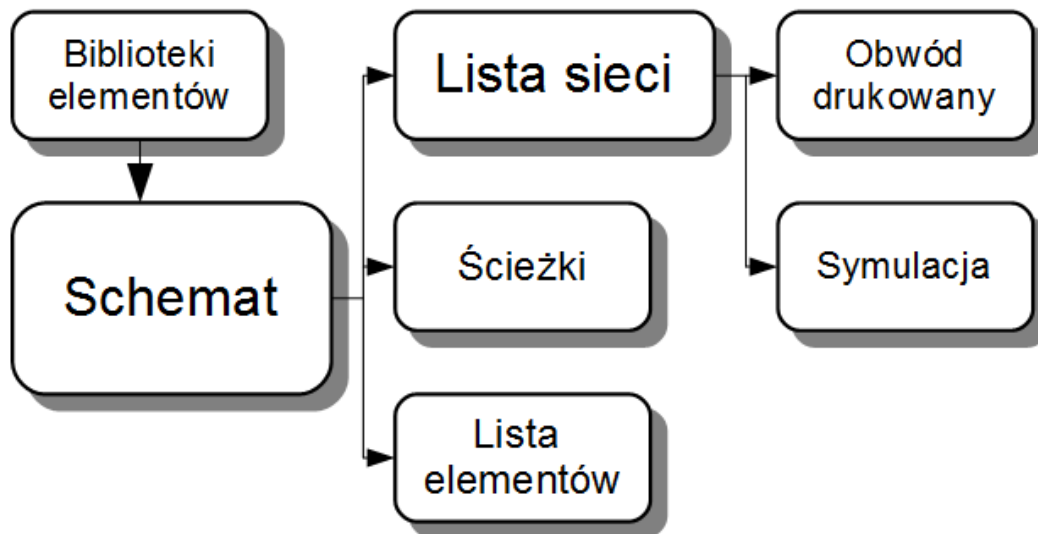 Biblioteki
elementów
Lista sieci
Obwód
drukowany
Schemat
Ścieżki
Symulacja
Lista
elementów